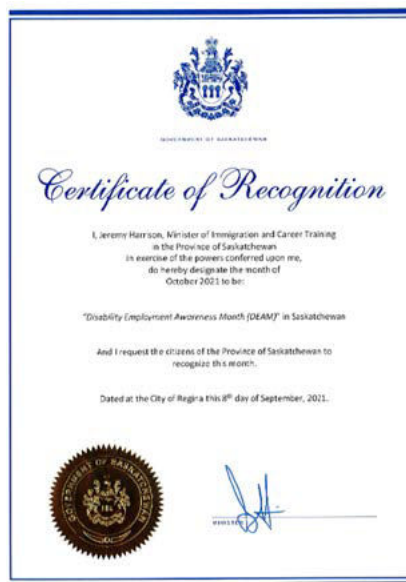 GOVERNMENT OF SASKATCHEWAN
Certificate of Recognition
I, Jeremy Harrison, Minister of Immigration and Career Training
in the Province of Saskatchewan
in exercise of the powers conferred upon me,
do hereby designate the month of
October 2021 to be:
"Disability Employment Awareness Month (DEAM)" in Saskatchewan
And I request the citizens of the Province of Saskatchewan to
recognize this month.
Dated at the City of Regina this 8th day of September, 2021.
GOVERNMENT OF SASKATCHEWAN
MINISTER